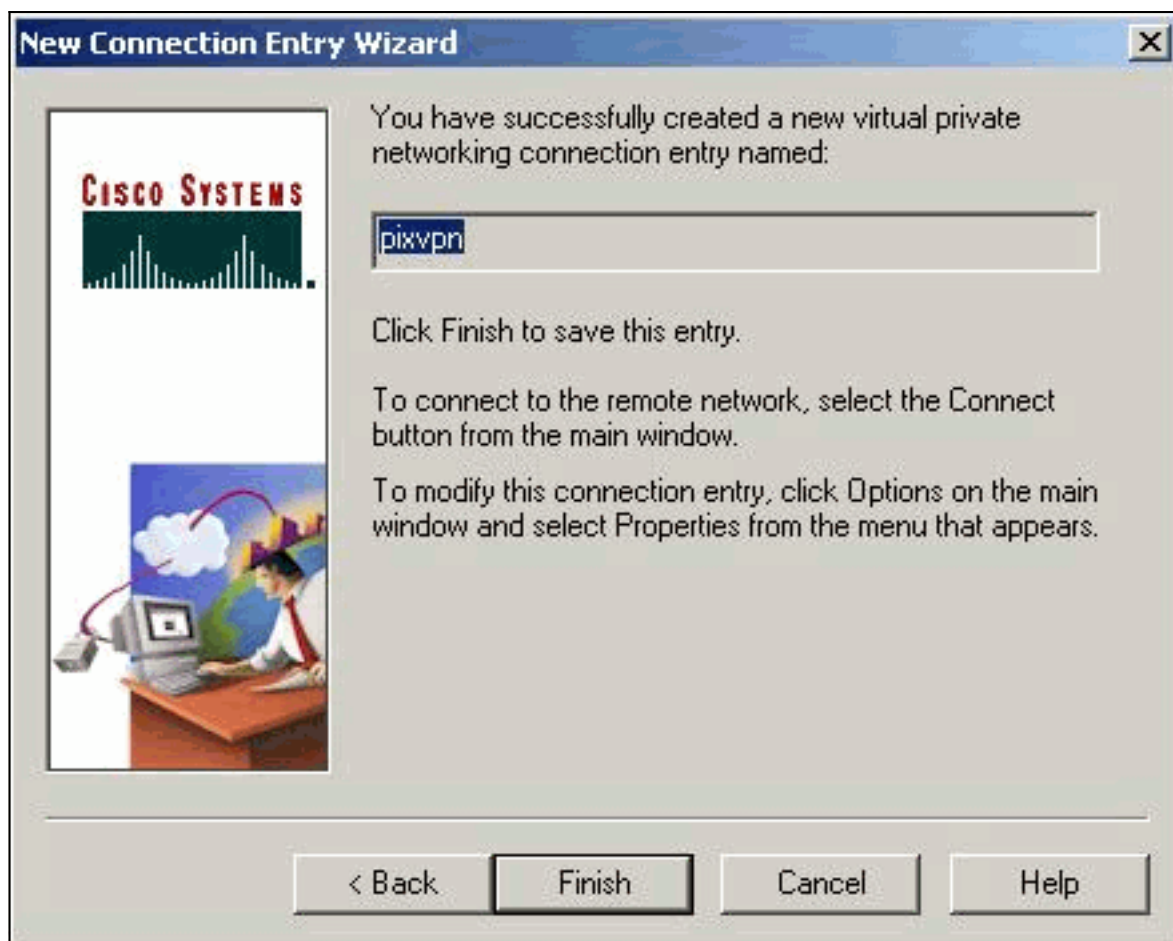 New Connection Entry Wizard
CISCO SYSTEMS
You have successfully created a new virtual private
networking connection entry named:
pixvpn
Click Finish to save this entry.
To connect to the remote network, select the Connect
button from the main window.
To modify this connection entry, click Options on the main
window and select Properties from the menu that appears.
< Back
Finish
Cancel
Help